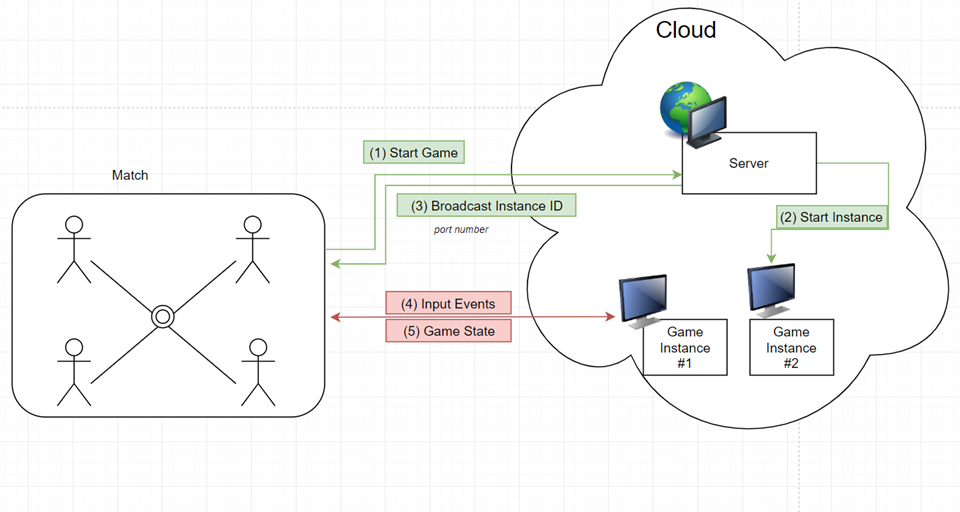 Cloud
(1) Start Game
Server
Match
(3) Broadcast Instance ID
port number
(2) Start Instance
(4) Input Events
(5) Game State
Game
Instance
#1
Game
Instance
#2